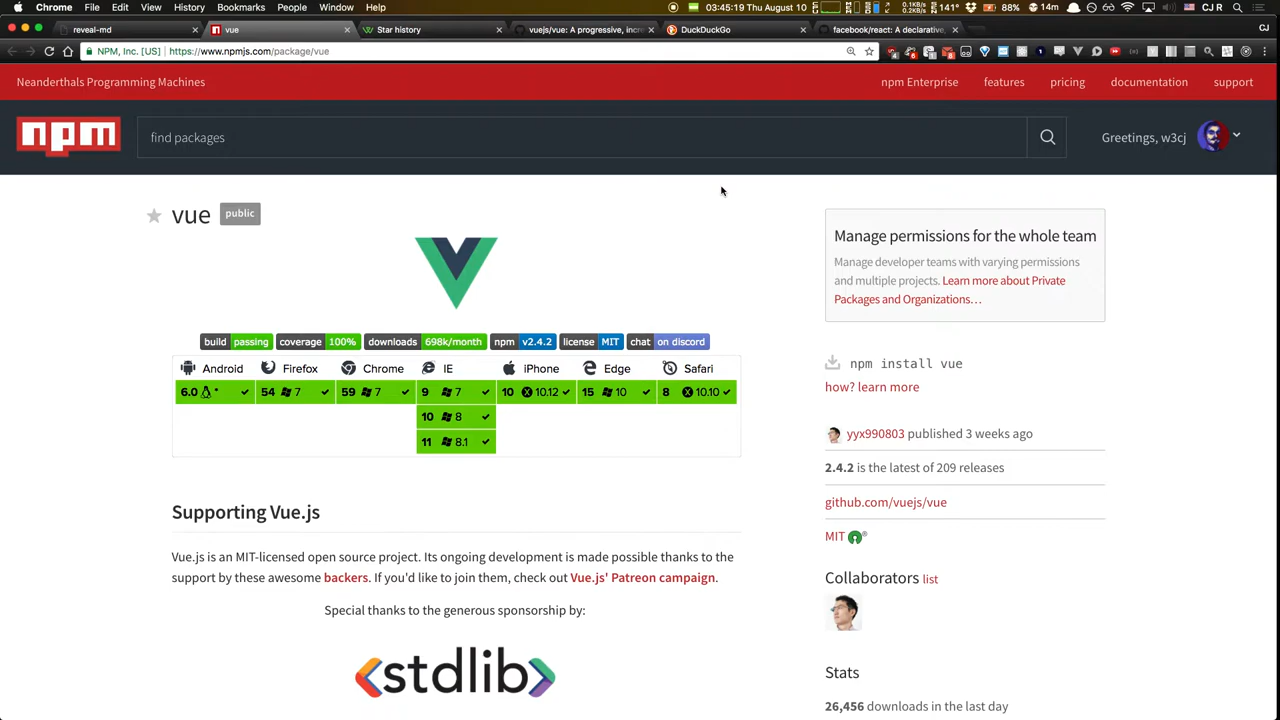 Chrome File Edit View History Bookmarks People Window Help
03:45:19 Thu August 10
141°
88%
14m
CJ R
reveal-md
vue
Star history
vuejs/vue: A progressive, incre
DuckDuckGo
facebook/react: A declarative,
CJ
NPM, Inc. [US] https://www.npmjs.com/package/vue
Neanderthals Programming Machines
npm Enterprise features pricing documentation support
npm
find packages
Greetings, w3cj
vue public
build passing coverage 100% downloads 698k/month npm v2.4.2 license MIT chat on discord
Android Firefox Chrome IE iPhone Edge Safari
6.0 * 54 7 59 7 9 7 10 10.12 15 10 8 10.10
10 8
11 8.1
Supporting Vue.js
Vue.js is an MIT-licensed open source project. Its ongoing development is made possible thanks to the
support by these awesome backers. If you'd like to join them, check out Vue.js' Patreon campaign.
Special thanks to the generous sponsorship by:
<stdlib>
Manage permissions for the whole team
Manage developer teams with varying permissions
and multiple projects. Learn more about Private
Packages and Organizations…
npm install vue
how? learn more
yyx990803 published 3 weeks ago
2.4.2 is the latest of 209 releases
github.com/vuejs/vue
MIT
Collaborators list
Stats
26,456 downloads in the last day